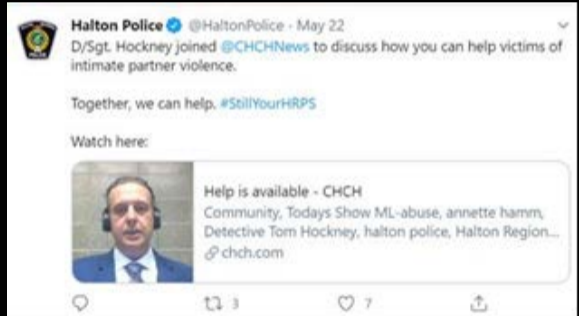 Halton Police @HaltonPolice · May 22
D/Sgt. Hockney joined @CHCHNews to discuss how you can help victims of
intimate partner violence.
Together, we can help. #StillYourHRPS
Watch here:
Help is available - CHCH
Community, Todays Show ML-abuse, annette hamm,
Detective Tom Hockney, halton police, Halton Region...
chch.com
3
7